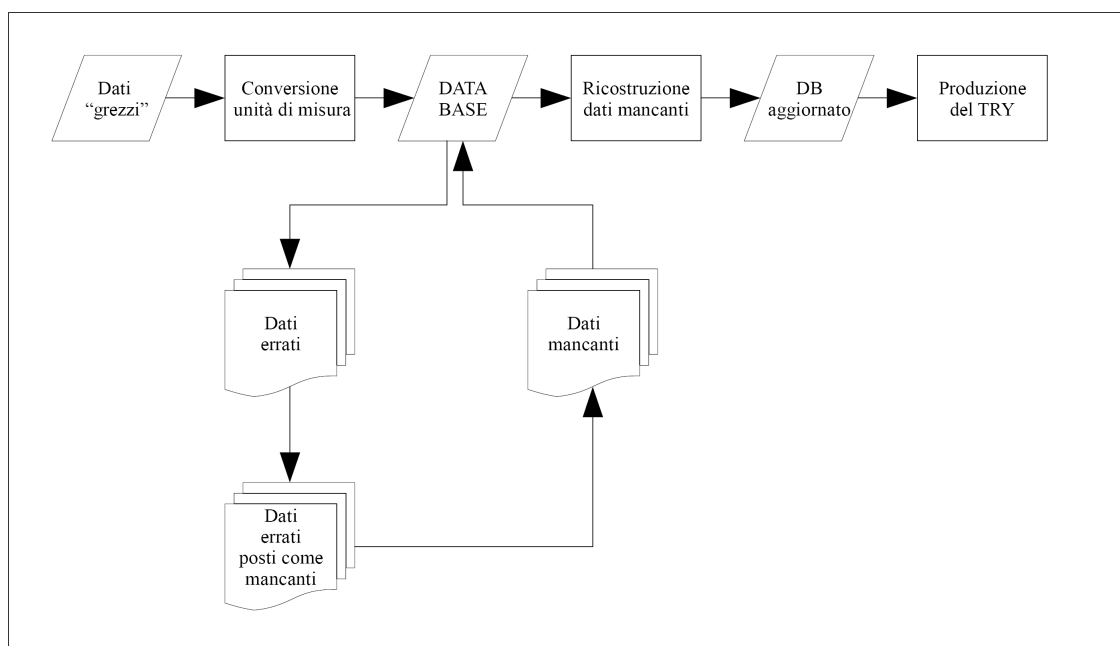 Dati
“grezzi”
Conversione
unità di misura
DATA
BASE
Ricostruzione
dati mancanti
DB
aggiornato
Produzione
del TRY
Dati
errati
Dati
mancanti
Dati
errati
posti come
mancanti